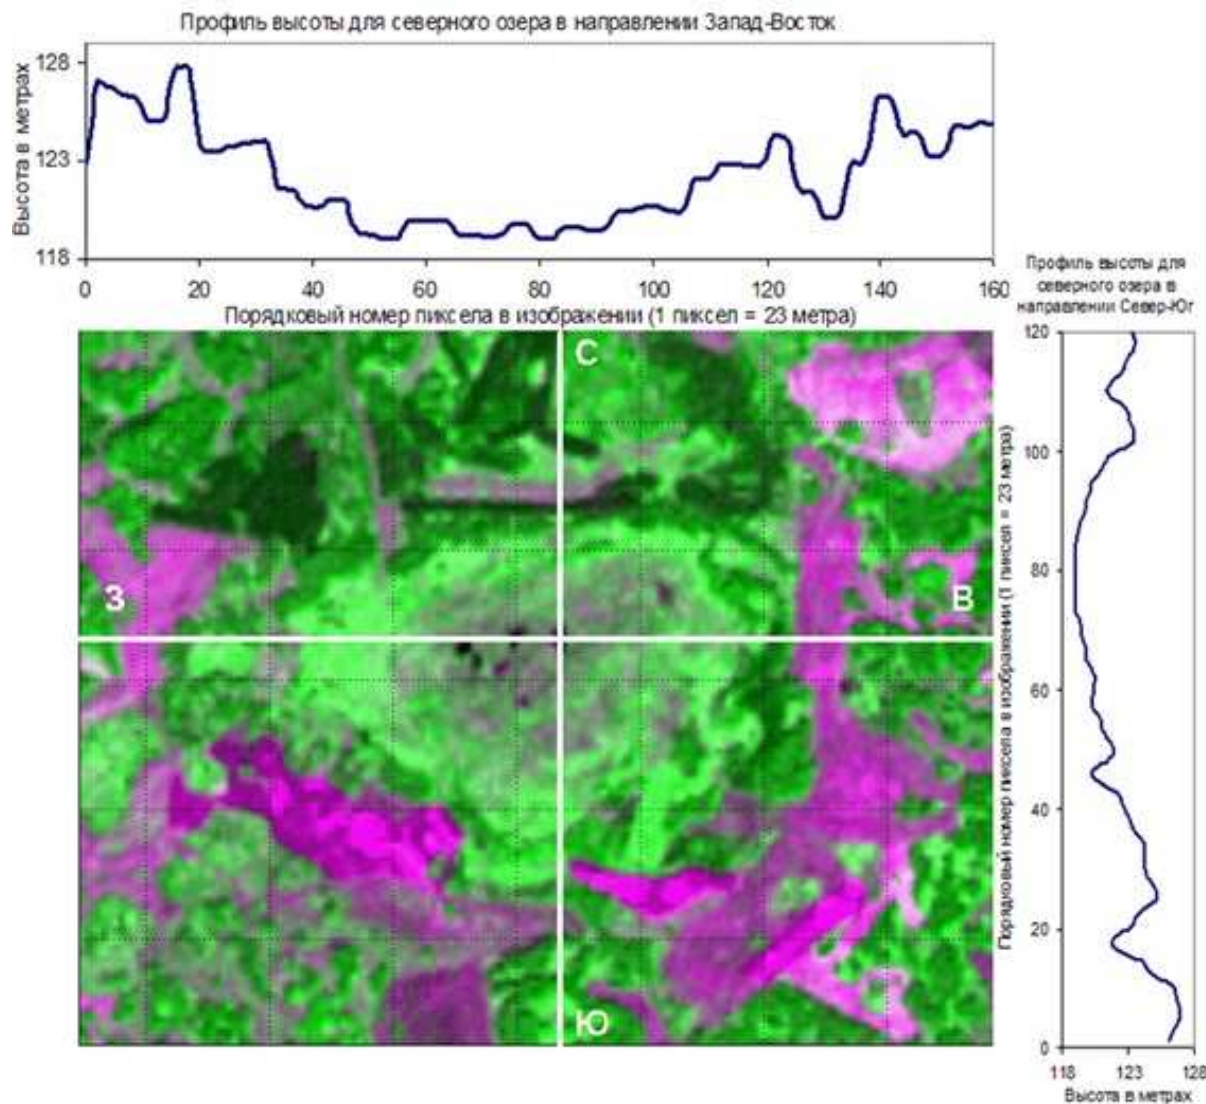 Профиль высоты для северного озера в направлении Запад-Восток
128
123
118
Высота в метрах
0 20 40 60 80 100 120 140 160
Порядковый номер пиксела в изображении (1 пиксел = 23 метра)
С
З
В
Ю
Профиль высоты для
северного озера в
направлении Север-Юг
120
100
80
60
40
20
0
Порядковый номер пиксела в изображении (1 пиксел = 23 метра)
118 123 128
Высота в метрах